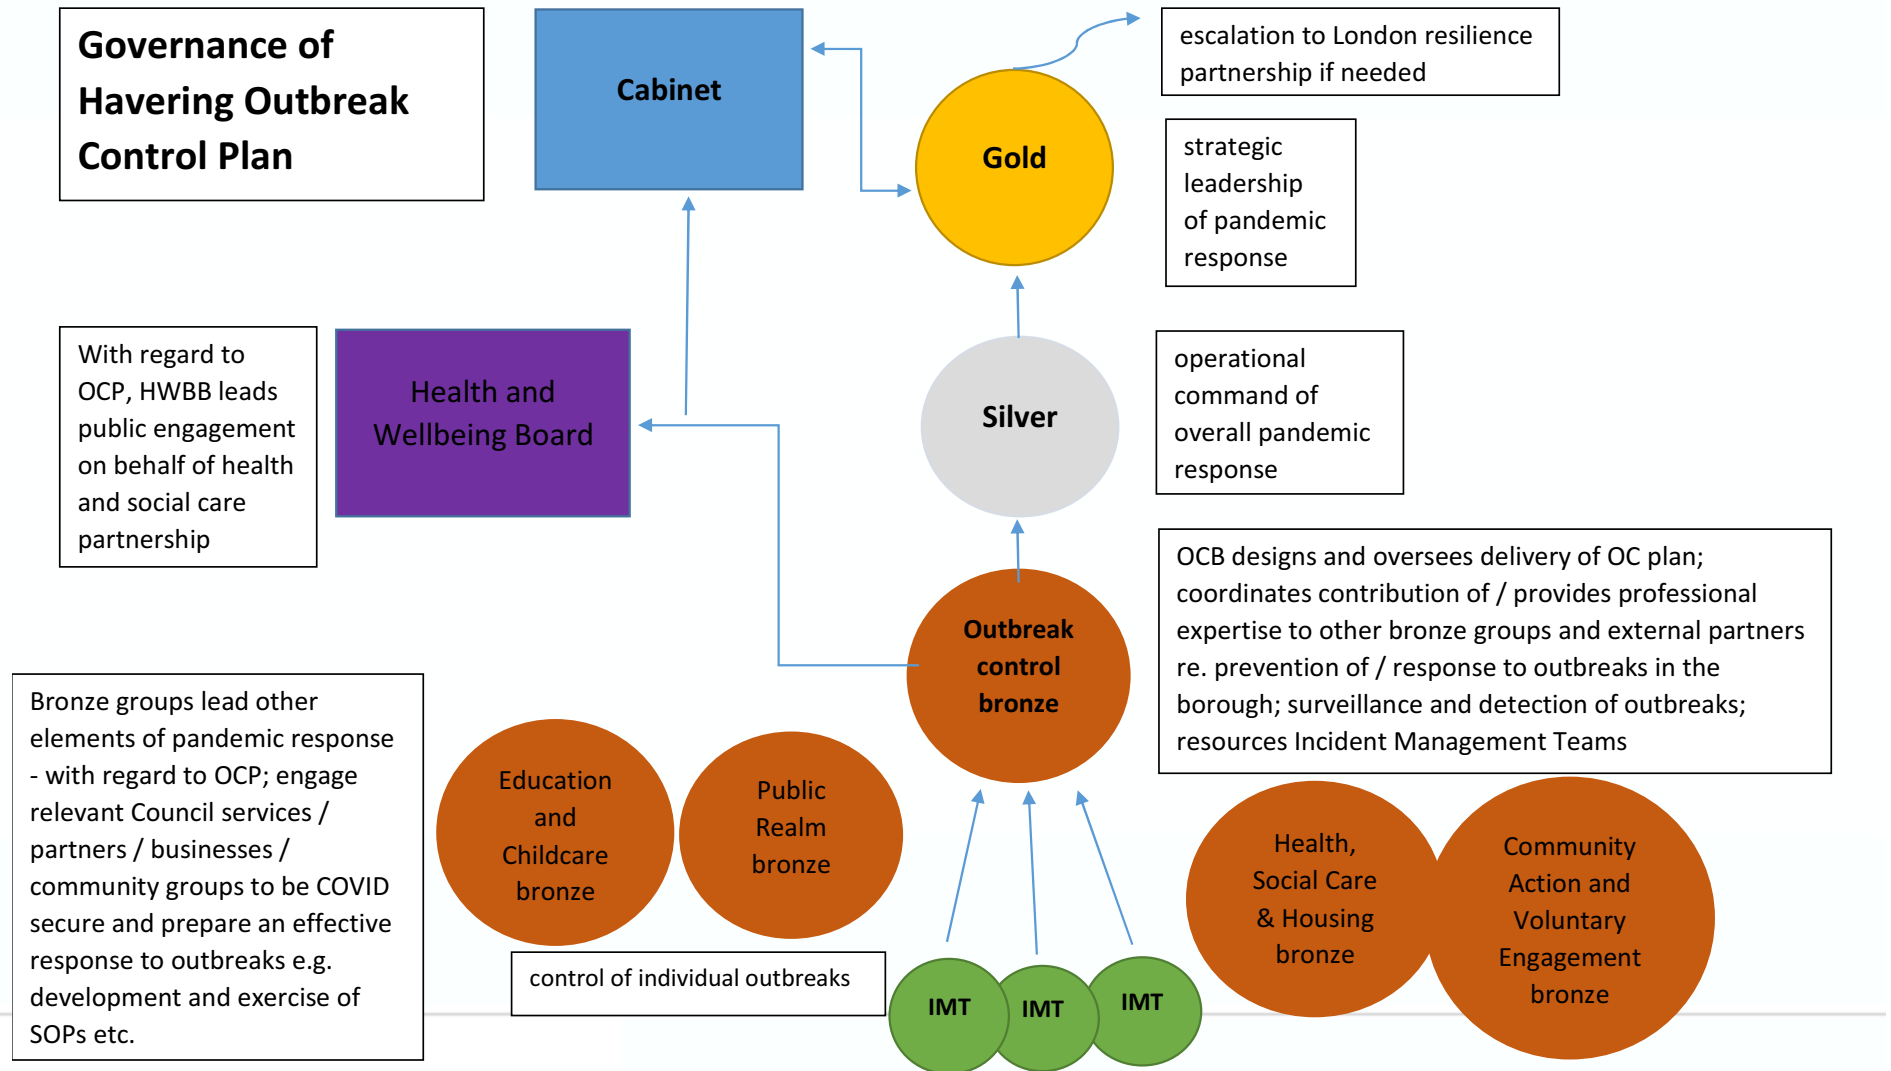 Governance of
Havering Outbreak
Control Plan
Cabinet
Gold
escalation to London resilience
partnership if needed
strategic
leadership
of pandemic
response
With regard to
OCP, HWBB leads
public engagement
on behalf of health
and social care
partnership
Health and
Wellbeing Board
Silver
operational
command of
overall pandemic
response
Outbreak
control
bronze
OCB designs and oversees delivery of OC plan;
coordinates contribution of / provides professional
expertise to other bronze groups and external partners
re. prevention of / response to outbreaks in the
borough; surveillance and detection of outbreaks;
resources Incident Management Teams
Bronze groups lead other
elements of pandemic response
- with regard to OCP; engage
relevant Council services /
partners / businesses /
community groups to be COVID
secure and prepare an effective
response to outbreaks e.g.
development and exercise of
SOPs etc.
Education
and
Childcare
bronze
Public
Realm
bronze
Health,
Social Care
& Housing
bronze
Community
Action and
Voluntary
Engagement
bronze
control of individual outbreaks
IMT
IMT
IMT